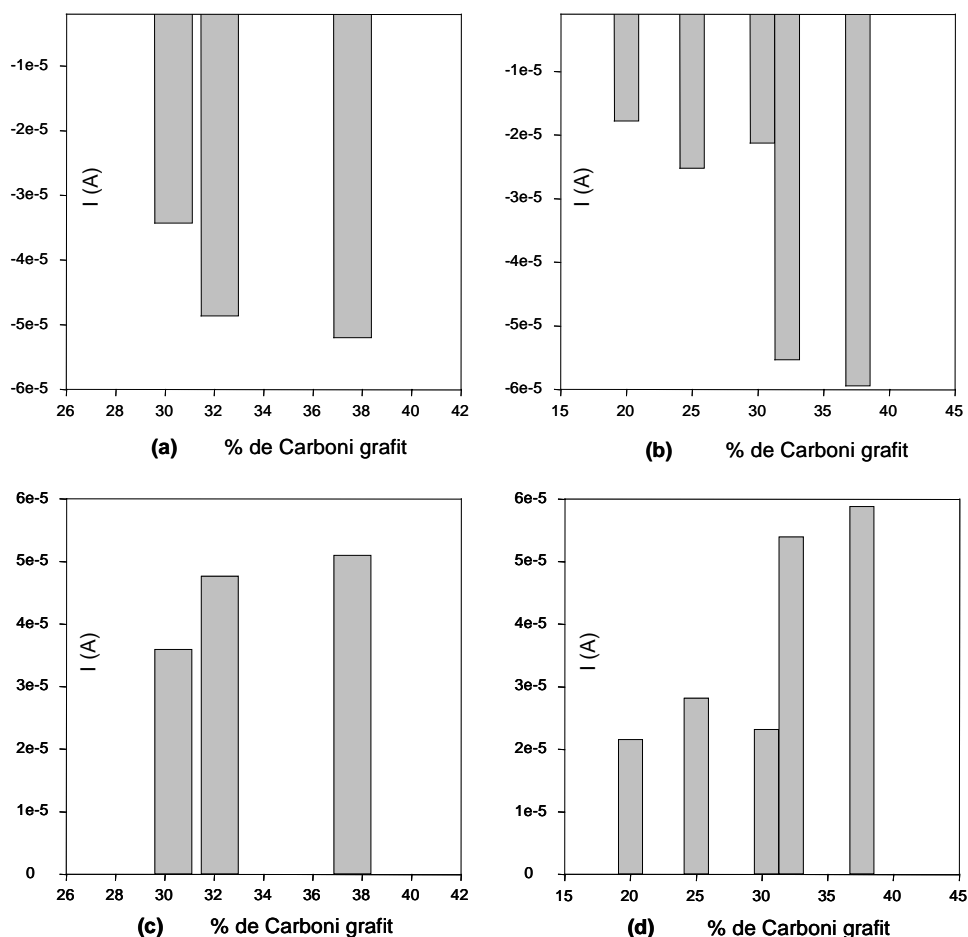 -1e-5
-2e-5
-3e-5
-4e-5
-5e-5
-6e-5
I (A)
26 28 30 32 34 36 38 40 42
(a) % de Carboni grafit
-1e-5
-2e-5
-3e-5
-4e-5
-5e-5
-6e-5
I (A)
15 20 25 30 35 40 45
(b) % de Carboni grafit
6e-5
5e-5
4e-5
3e-5
2e-5
1e-5
0
I (A)
26 28 30 32 34 36 38 40 42
(c) % de Carboni grafit
6e-5
5e-5
4e-5
3e-5
2e-5
1e-5
0
I (A)
15 20 25 30 35 40 45
(d) % de Carboni grafit